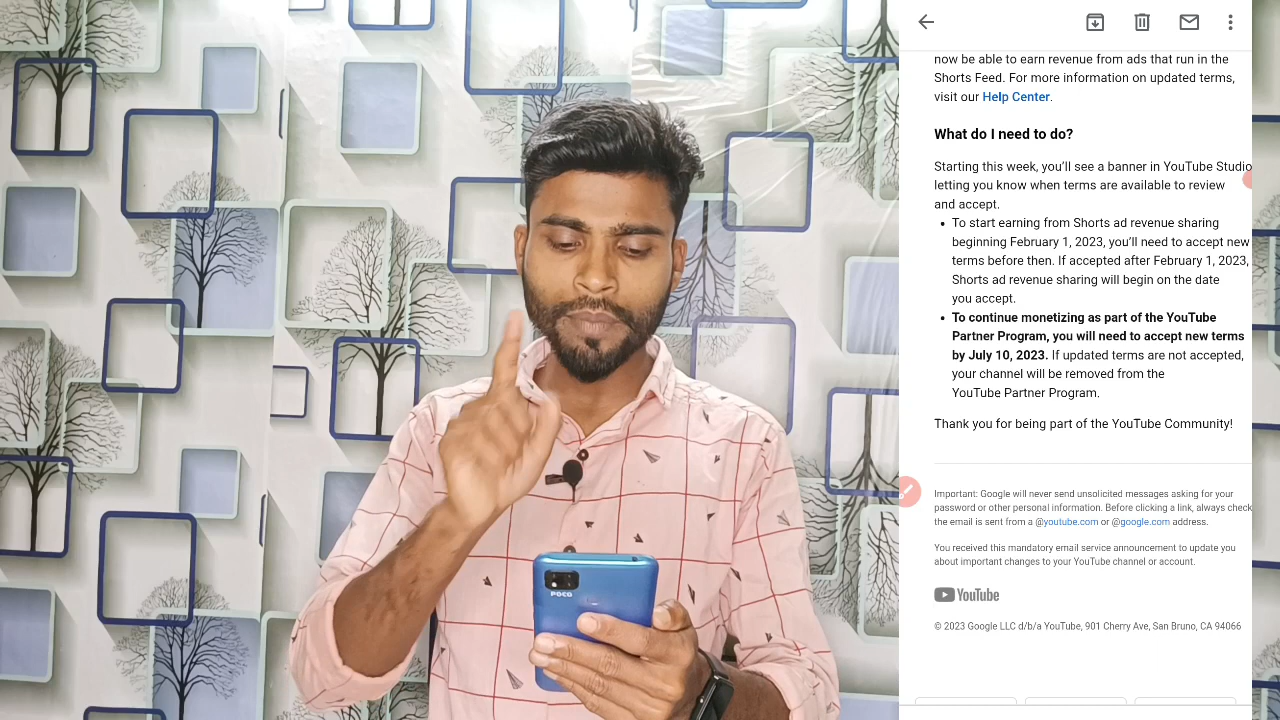 now be able to earn revenue from ads that run in the
Shorts Feed. For more information on updated terms,
visit our Help Center.
What do I need to do?
Starting this week, you'll see a banner in YouTube Studio
letting you know when terms are available to review
and accept.
• To start earning from Shorts ad revenue sharing
beginning February 1, 2023, you'll need to accept new
terms before then. If accepted after February 1, 2023,
Shorts ad revenue sharing will begin on the date
you accept.
• To continue monetizing as part of the YouTube
Partner Program, you will need to accept new terms
by July 10, 2023. If updated terms are not accepted,
your channel will be removed from the
YouTube Partner Program.
Thank you for being part of the YouTube Community!
Important: Google will never send unsolicited messages asking for your
password or other personal information. Before clicking a link, always check
the email is sent from a @youtube.com or @google.com address.
You received this mandatory email service announcement to update you
about important changes to your YouTube channel or account.
YouTube
© 2023 Google LLC d/b/a YouTube, 901 Cherry Ave, San Bruno, CA 94066
POCO